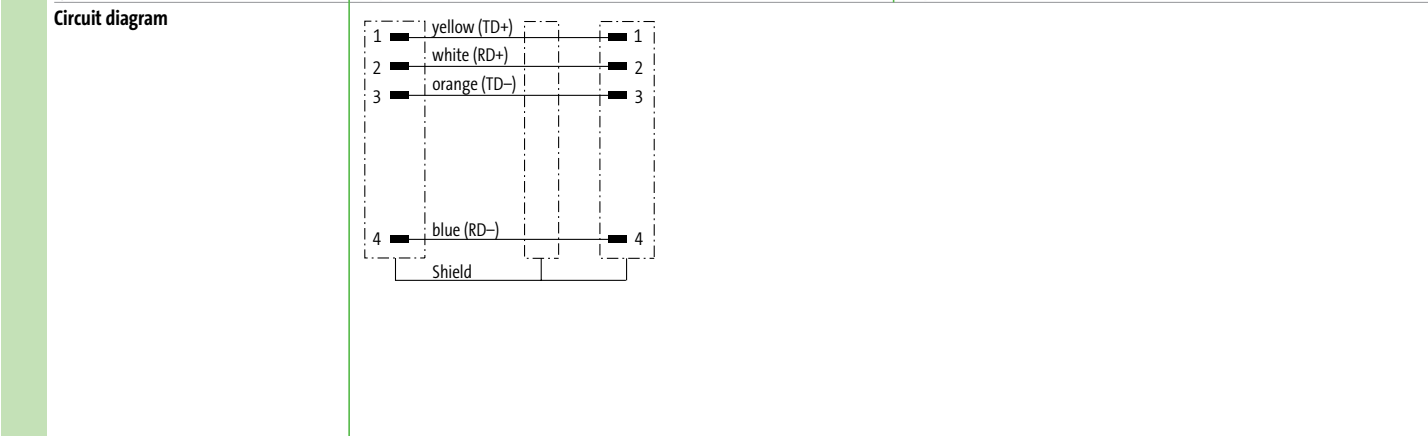 Circuit diagram
1 yellow (TD+) 1
2 white (RD+) 2
3 orange (TD–) 3
4 blue (RD–) 4
Shield